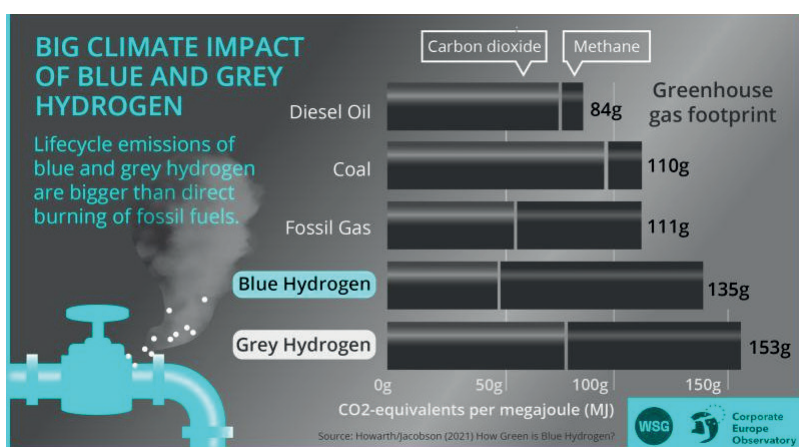 BIG CLIMATE IMPACT
OF BLUE AND GREY
HYDROGEN
Lifecycle emissions of
blue and grey hydrogen
are bigger than direct
burning of fossil fuels.
Carbon dioxide
Methane
Greenhouse
gas footprint
Diesel Oil
84g
Coal
110g
Fossil Gas
111g
Blue Hydrogen
135g
Grey Hydrogen
153g
0g
50g
100g
150g
CO2-equivalents per megajoule (MJ)
Source: Howarth/Jacobson (2021) How Green is Blue Hydrogen?
WSG
Corporate
Europe
Observatory